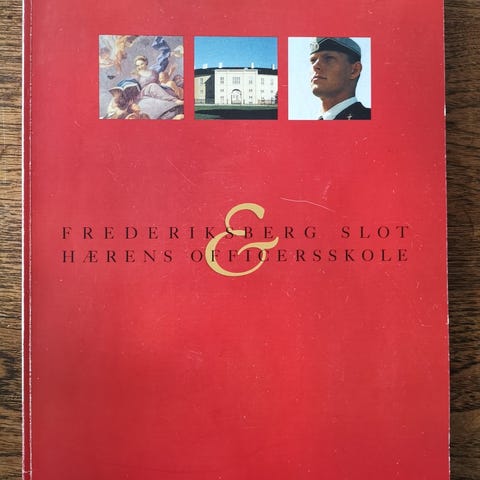 FREDERIKSBERG SLOT
&
HÆRENS OFFICERSSKOLE